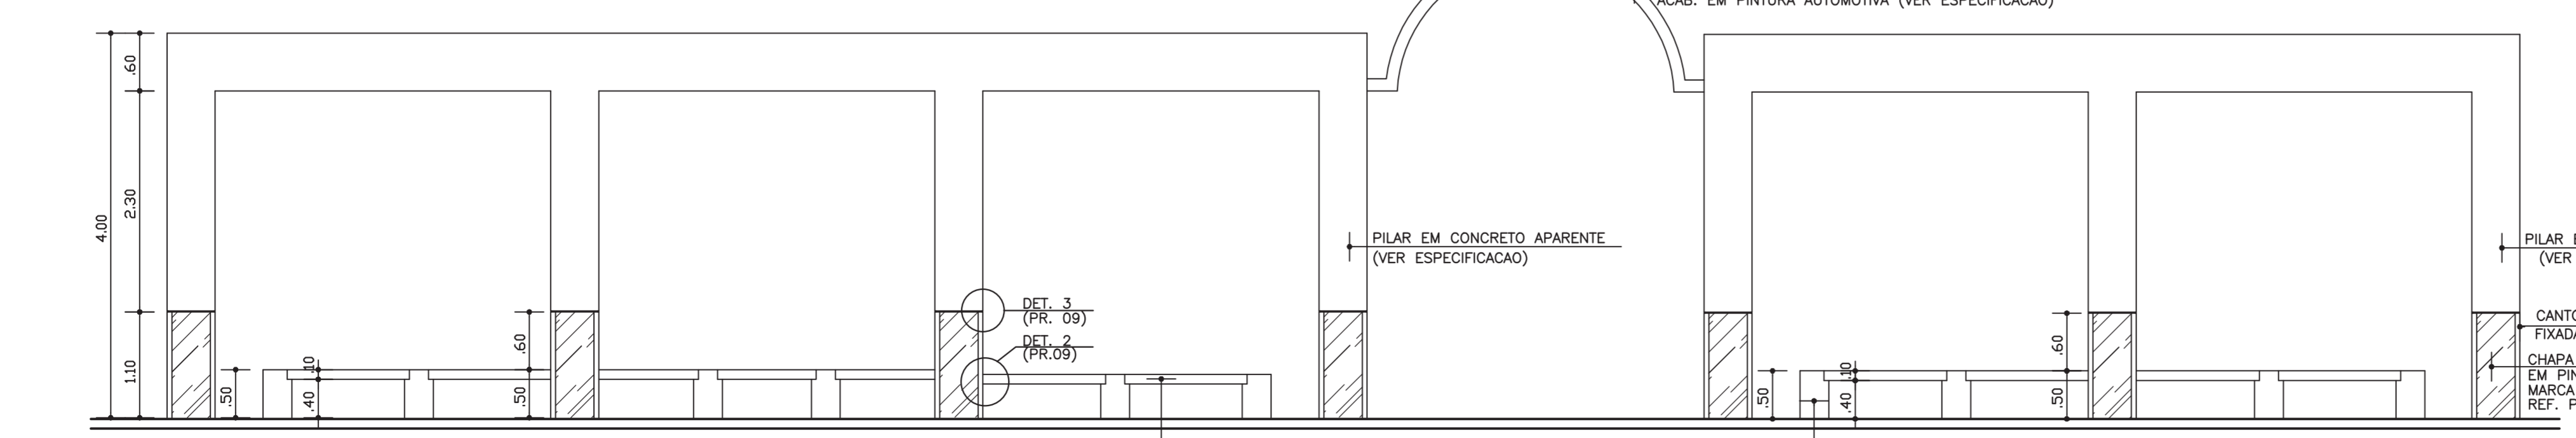 ACAB. EM PINTURA AUTOMOTIVA (VER ESPECIFICACAO)
.60
2.30
4.00
1.10
.50
.10
.40
.60
.50
DET. 3
(PR. 09)
DET. 2
(PR.09)
PILAR EM CONCRETO APARENTE
(VER ESPECIFICACAO)
.50
.10
.40
.60
.50
PILAR
(VER
CANTO
FIXADA
CHAPA
EM PIN
MARCA
REF. P